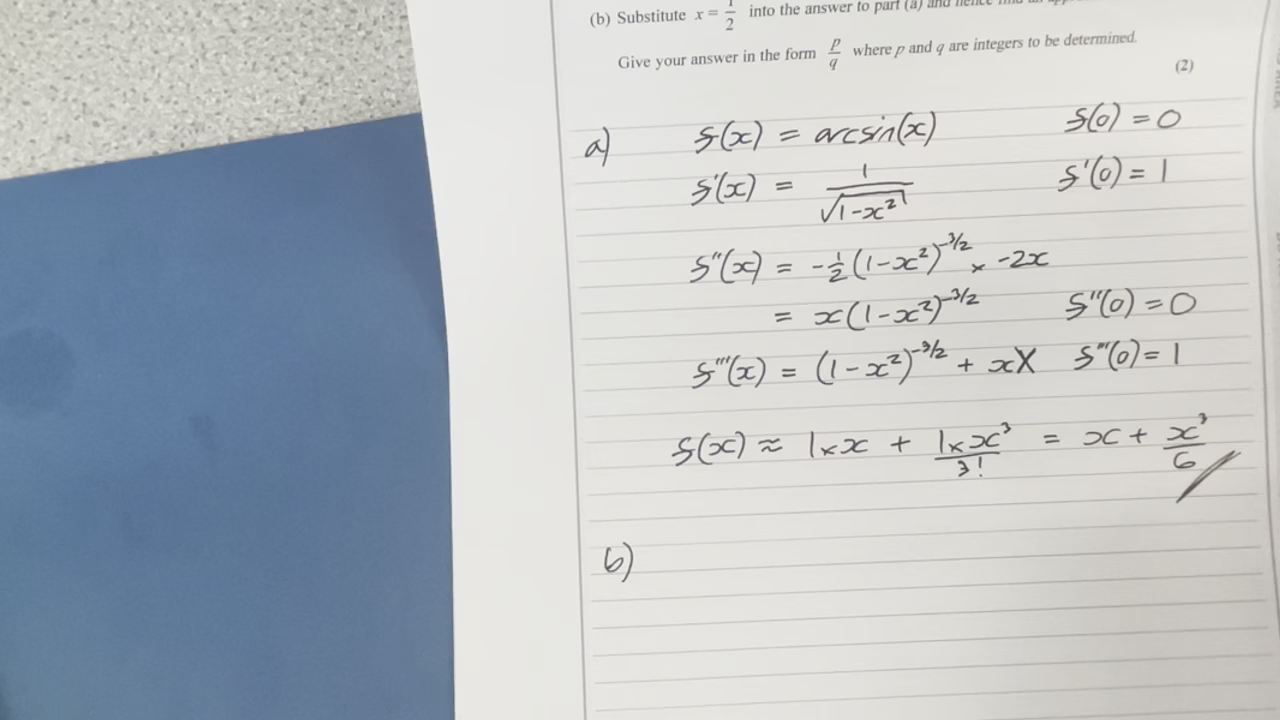 (b) Substitute x = 1/2 into the answer to part (a) and hence find an
Give your answer in the form p/q where p and q are integers to be determined.
(2)
a) f(x) = arcsin(x) f(0) = 0
f'(x) = 1/√(1-x²) f'(0) = 1
f''(x) = -½(1-x²)^(-3/2) × -2x
= x(1-x²)^(-3/2) f''(0) = 0
f'''(x) = (1-x²)^(-3/2) + xX f'''(0) = 1
f(x) ≈ 1×x + 1×x³/3! = x + x³/6
b)